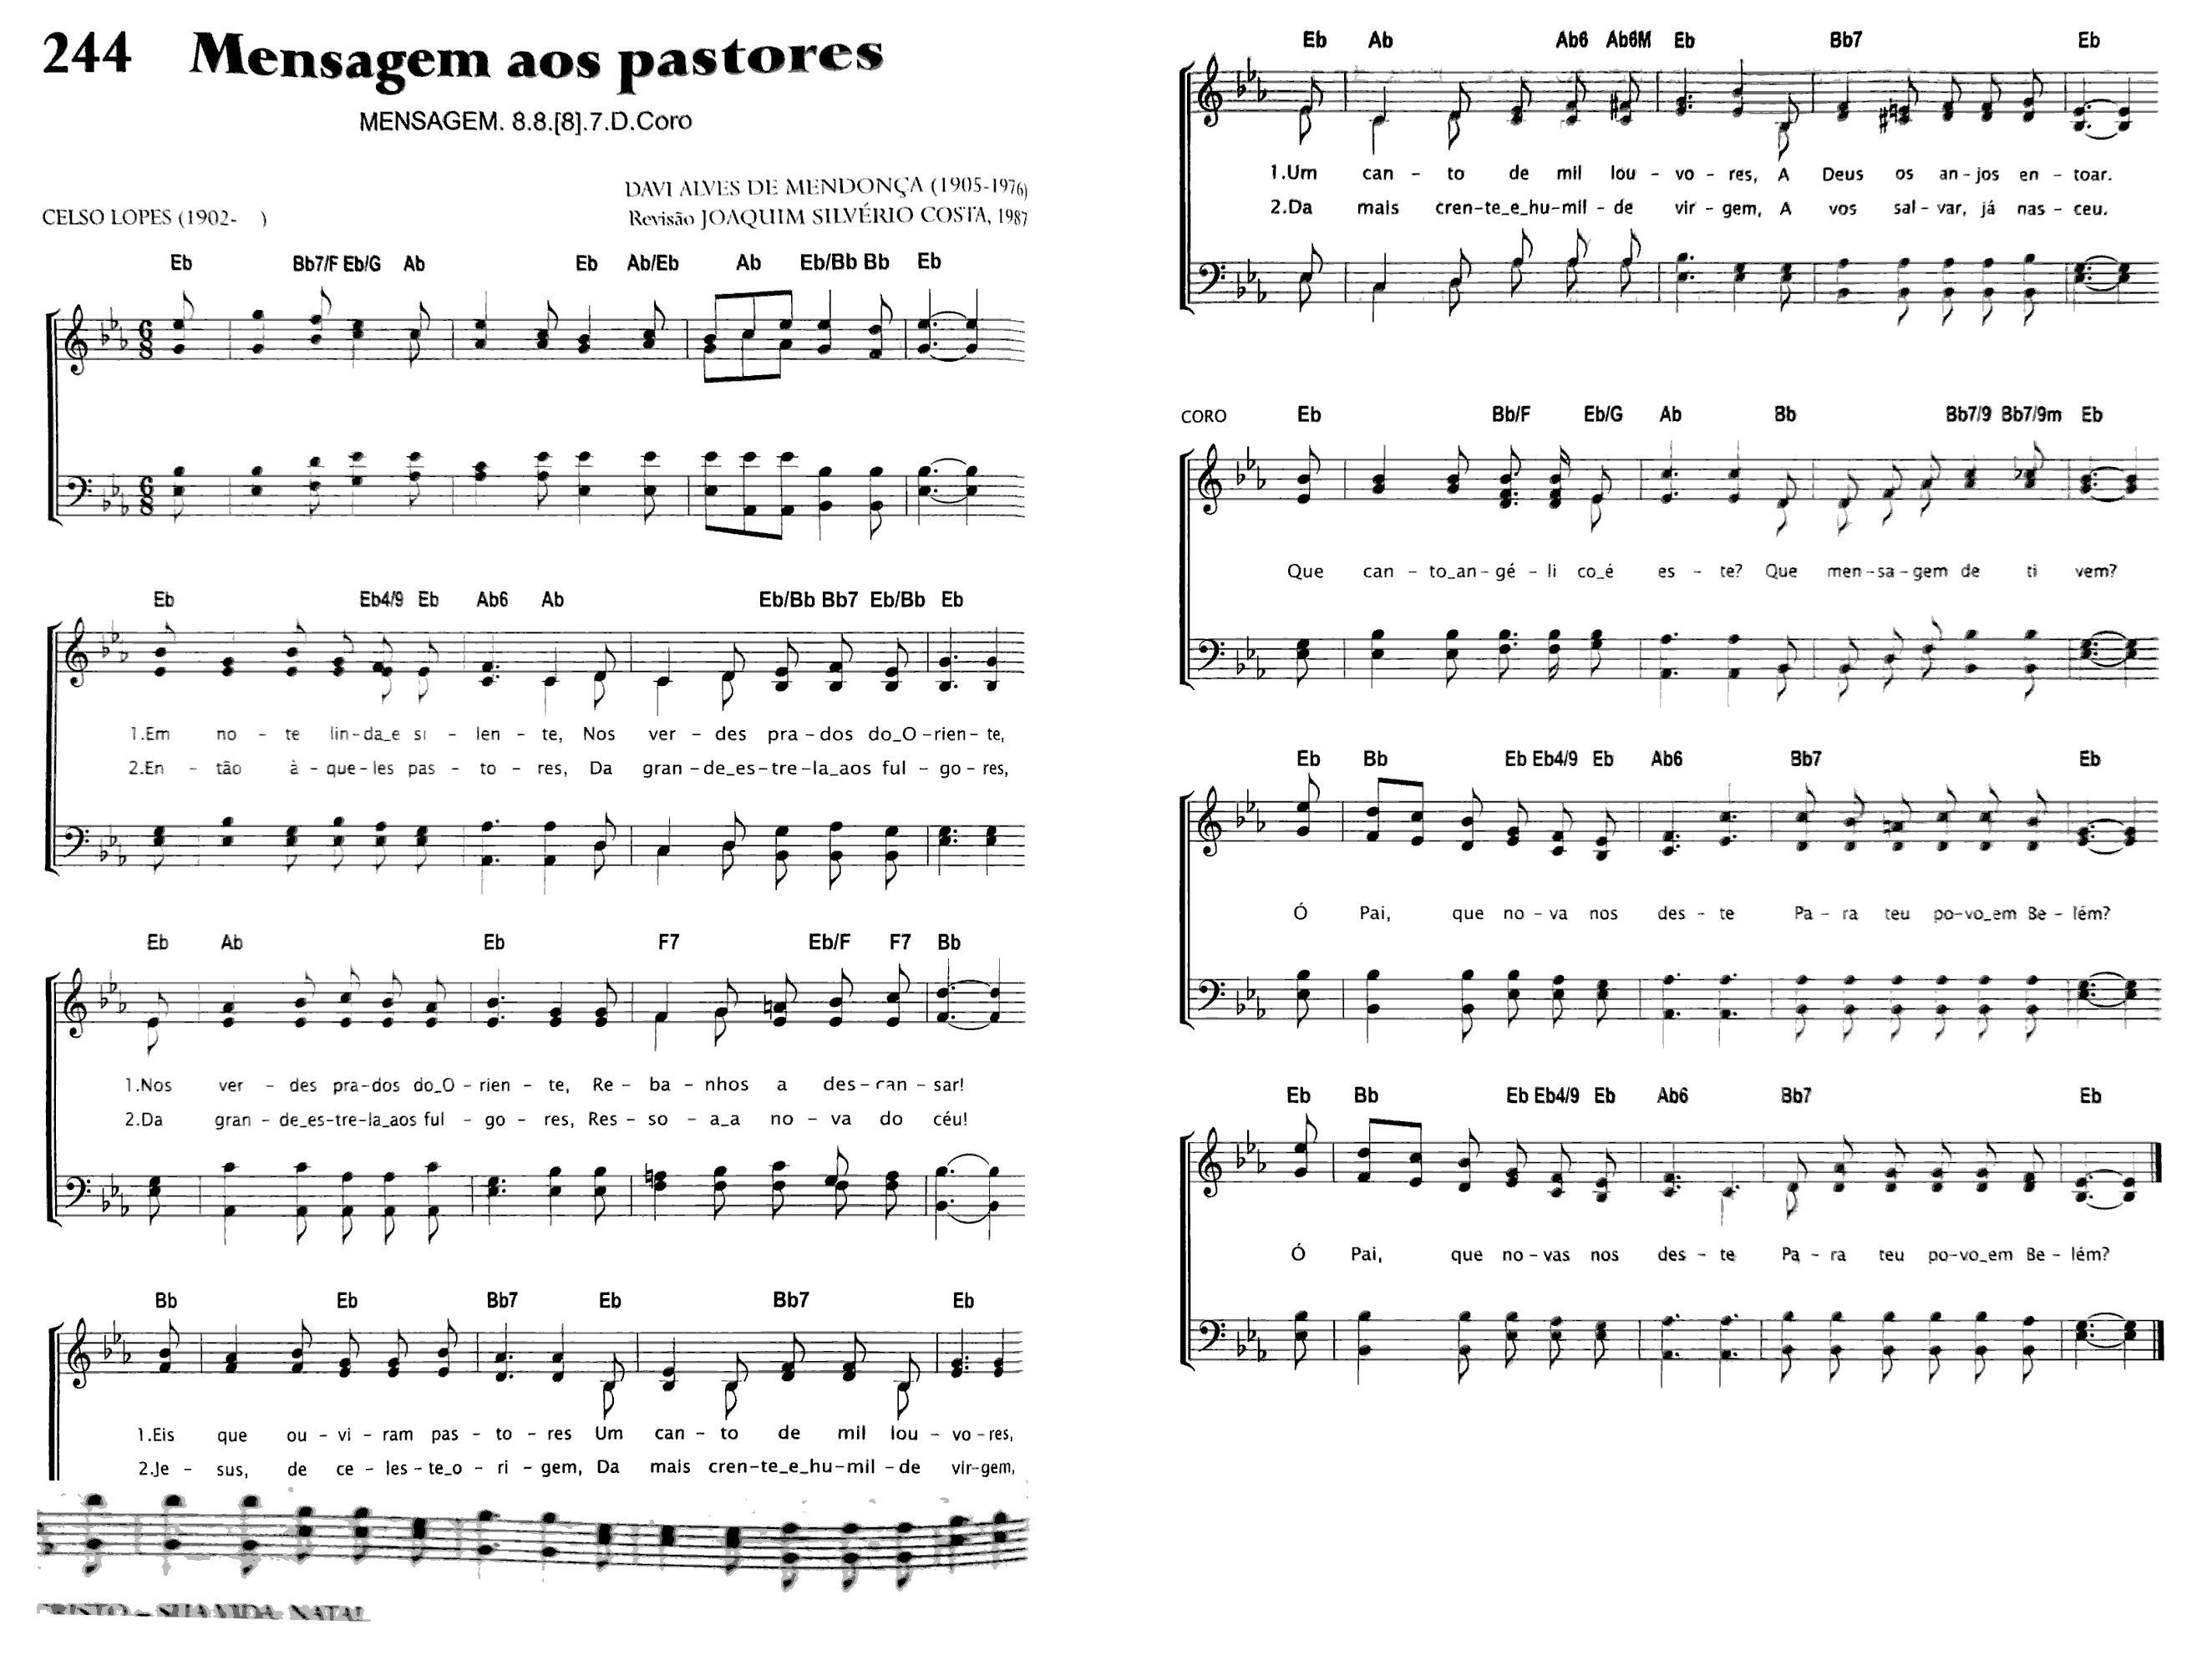 244 Mensagem aos pastores
MENSAGEM. 8.8.[8].7.D.Coro
DAVI ALVES DE MENDONÇA (1905-1976)
CELSO LOPES (1902- ) Revisão JOAQUIM SILVÉRIO COSTA, 1987
Eb Bb7/F Eb/G Ab Eb Ab/Eb Ab Eb/Bb Bb Eb
6 8
6 8
Eb Eb4/9 Eb Ab6 Ab Eb/Bb Bb7 Eb/Bb Eb
1.Em no - te lin-da_e si - len - te, Nos ver - des pra - dos do_O -rien- te,
2.En - tão à - que-les pas - to - res, Da gran-de_es-tre-la_aos ful - go - res,
Eb Ab Eb F7 Eb/F F7 Bb
1.Nos ver - des pra-dos do_O - rien - te, Re - ba - nhos a des-can - sar!
2.Da gran - de_es-tre-la_aos ful - go - res, Res - so - a_a no - va do céu!
Bb Eb Bb7 Eb Bb7 Eb
1.Eis que ou - vi - ram pas - to - res Um can - to de mil lou - vo - res,
2.Je - sus, de ce - les - te_o - ri - gem, Da mais cren-te_e_hu-mil - de vir-gem,
CRISTO – SUA VIDA: NATAL
Eb Ab Ab6 Ab6M Eb Bb7 Eb
1.Um can - to de mil lou - vo - res, A Deus os an-jos en - toar.
2.Da mais cren-te_e_hu-mil - de vir - gem, A vos sal-var, já nas - ceu.
CORO Eb Bb/F Eb/G Ab Bb Bb7/9 Bb7/9m Eb
Que can - to_an-gé - li co_é es - te? Que men-sa-gem de ti vem?
Eb Bb Eb Eb4/9 Eb Ab6 Bb7 Eb
Ó Pai, que no - va nos des - te Pa - ra teu po-vo_em Be - lém?
Eb Bb Eb Eb4/9 Eb Ab6 Bb7 Eb
Ó Pai, que no - vas nos des - te Pa - ra teu po-vo_em Be - lém?